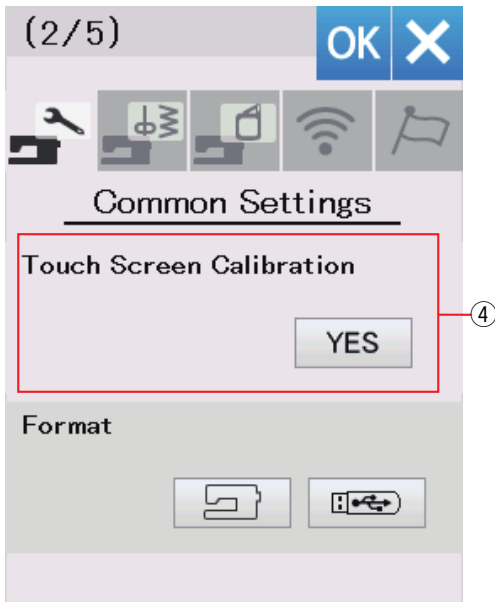 (2/5)
OK
Common Settings
Touch Screen Calibration
④
YES
Format